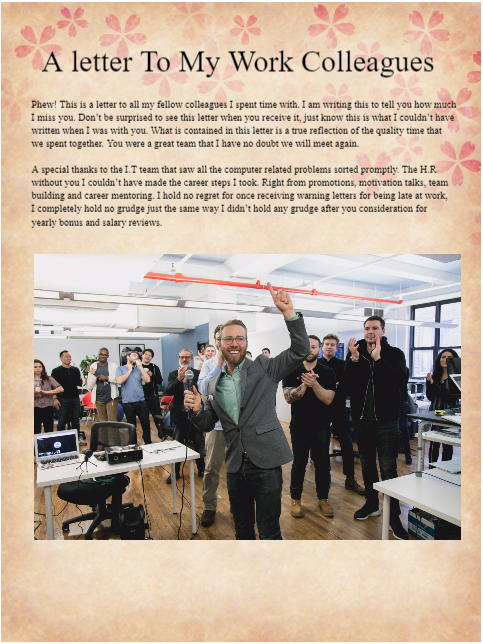 A letter To My Work Colleagues
Phew! This is a letter to all my fellow colleagues I spent time with. I am writing this to tell you how much
I miss you. Don't be surprised to see this letter when you receive it, just know this is what I couldn't have
written when I was with you. What is contained in this letter is a true reflection of the quality time that
we spent together. You were a great team that I have no doubt we will meet again.
A special thanks to the I.T team that saw all the computer related problems sorted promptly. The H.R
without you I couldn't have made the career steps I took. Right from promotions, motivation talks, team
building and career mentoring. I hold no regret for once receiving warning letters for being late at work,
I completely hold no grudge just the same way I didn't hold any grudge after you consideration for
yearly bonus and salary reviews.